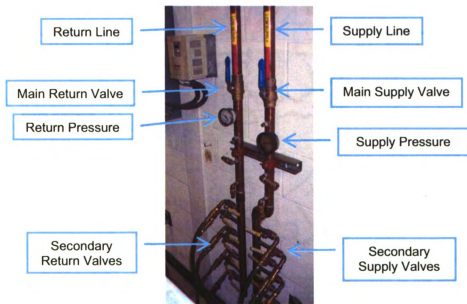 Return Line
Supply Line
Main Return Valve
Main Supply Valve
Return Pressure
Supply Pressure
Secondary
Return Valves
Secondary
Supply Valves